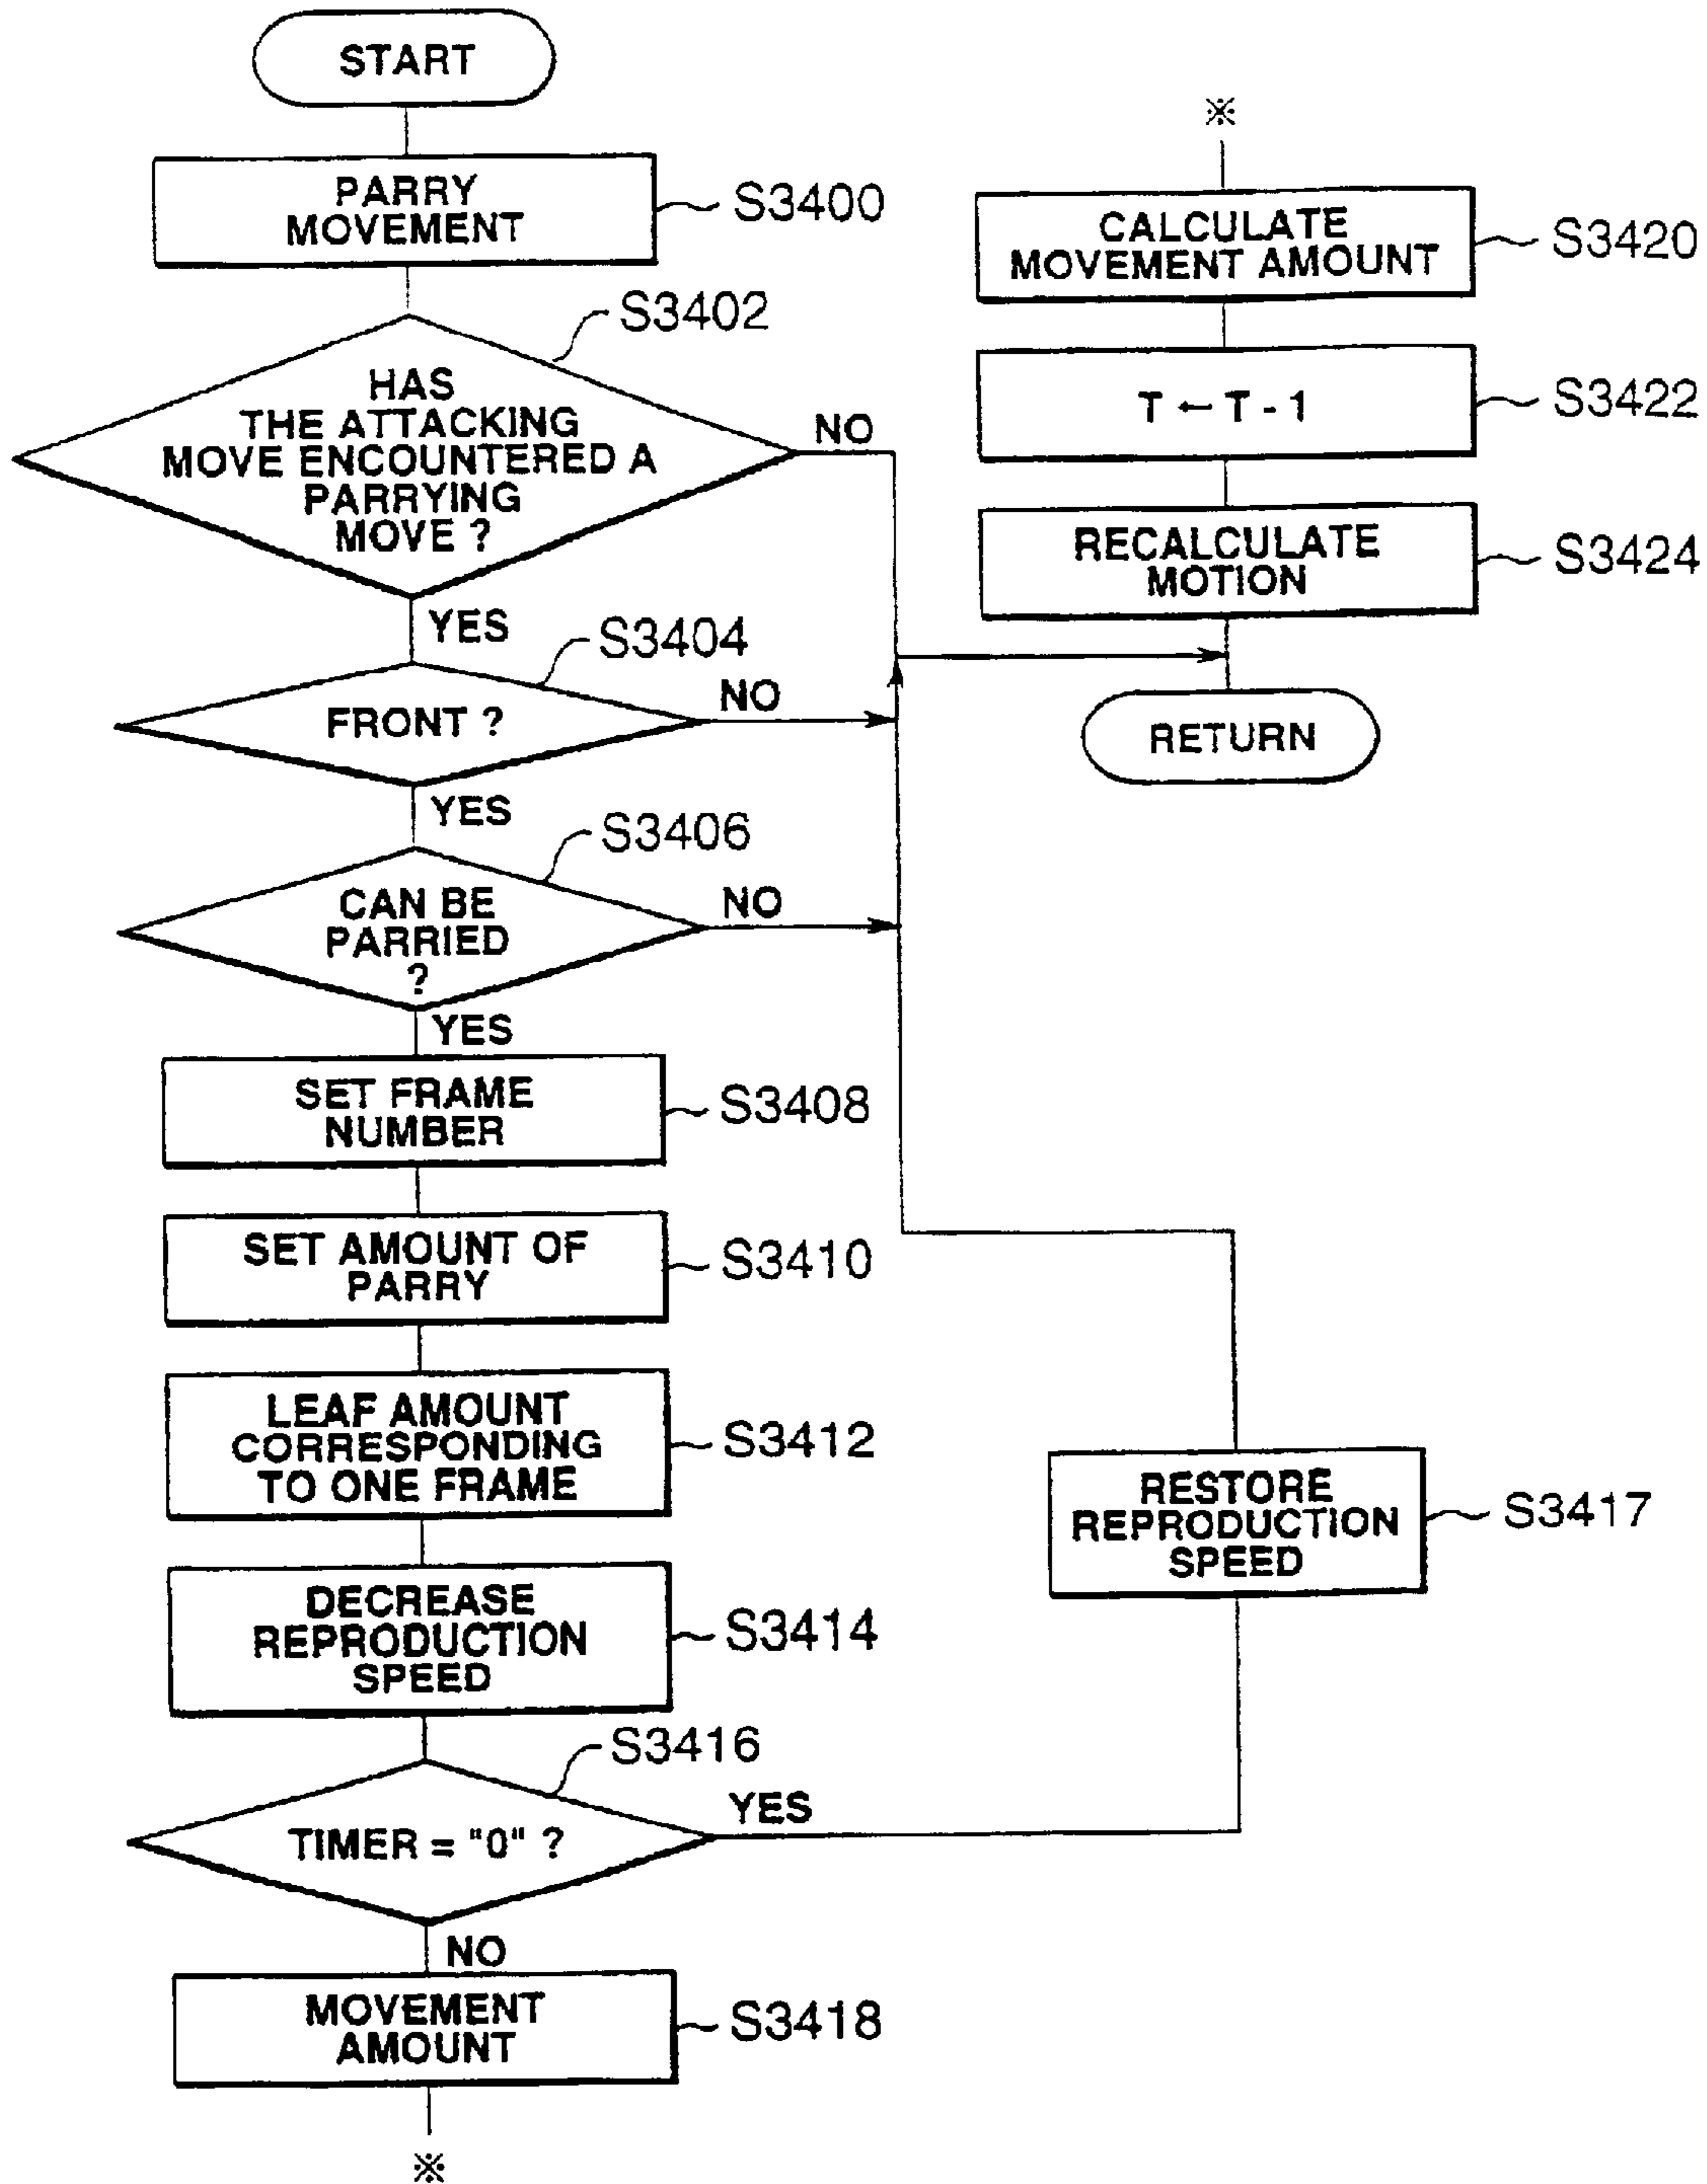 START
PARRY
MOVEMENT
S3400
S3402
HAS
THE ATTACKING
MOVE ENCOUNTERED A
PARRYING
MOVE ?
NO
YES
S3404
FRONT ?
NO
YES
S3406
CAN BE
PARRIED
?
NO
YES
SET FRAME
NUMBER
S3408
SET AMOUNT OF
PARRY
S3410
LEAF AMOUNT
CORRESPONDING
TO ONE FRAME
S3412
DECREASE
REPRODUCTION
SPEED
S3414
S3416
TIMER = "0" ?
YES
NO
RESTORE
REPRODUCTION
SPEED
S3417
MOVEMENT
AMOUNT
S3418
※
※
CALCULATE
MOVEMENT AMOUNT
S3420
T ← T - 1
S3422
RECALCULATE
MOTION
S3424
RETURN